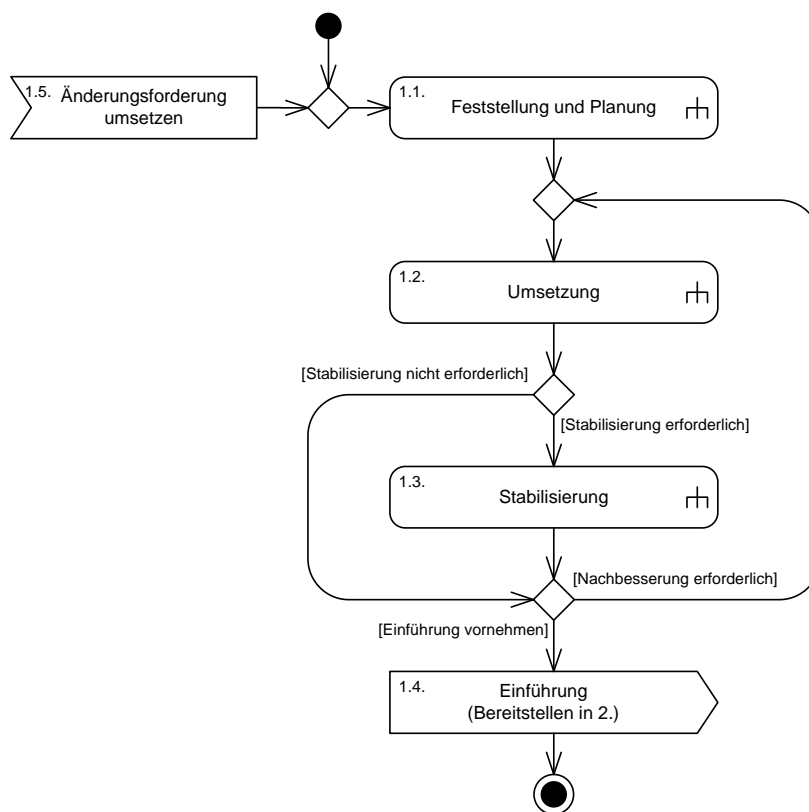 1.5. Änderungsforderung
umsetzen
1.1.
Feststellung und Planung
1.2.
Umsetzung
[Stabilisierung nicht erforderlich]
[Stabilisierung erforderlich]
1.3.
Stabilisierung
[Nachbesserung erforderlich]
[Einführung vornehmen]
1.4.
Einführung
(Bereitstellen in 2.)